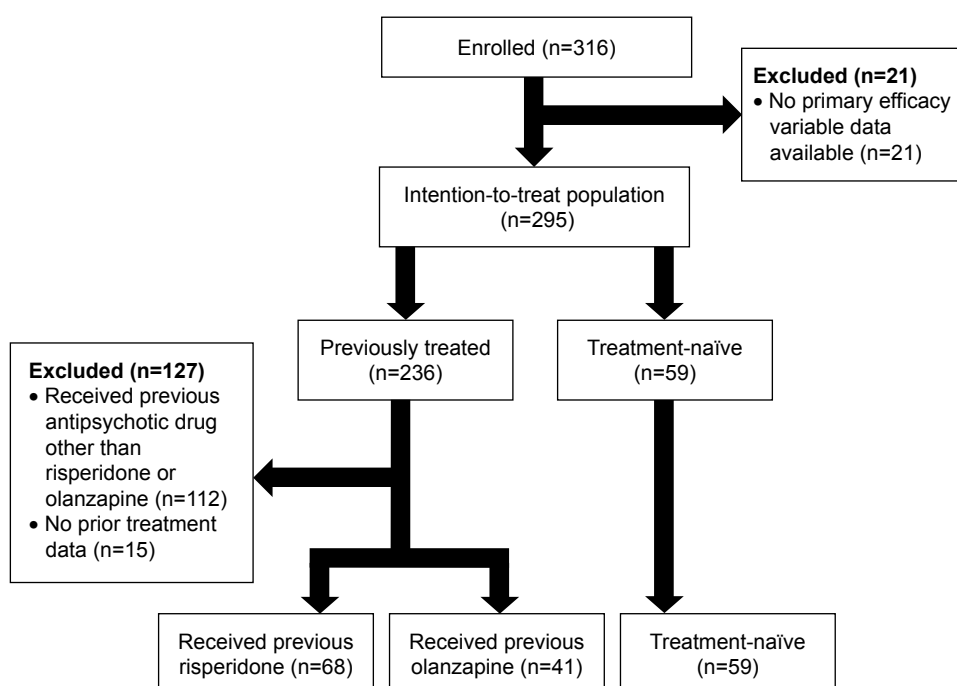 Enrolled (n=316)
Excluded (n=21)
• No primary efficacy
variable data
available (n=21)
Intention-to-treat population
(n=295)
Previously treated
(n=236)
Treatment-naïve
(n=59)
Excluded (n=127)
• Received previous
antipsychotic drug
other than
risperidone or
olanzapine (n=112)
• No prior treatment
data (n=15)
Received previous
risperidone (n=68)
Received previous
olanzapine (n=41)
Treatment-naïve
(n=59)